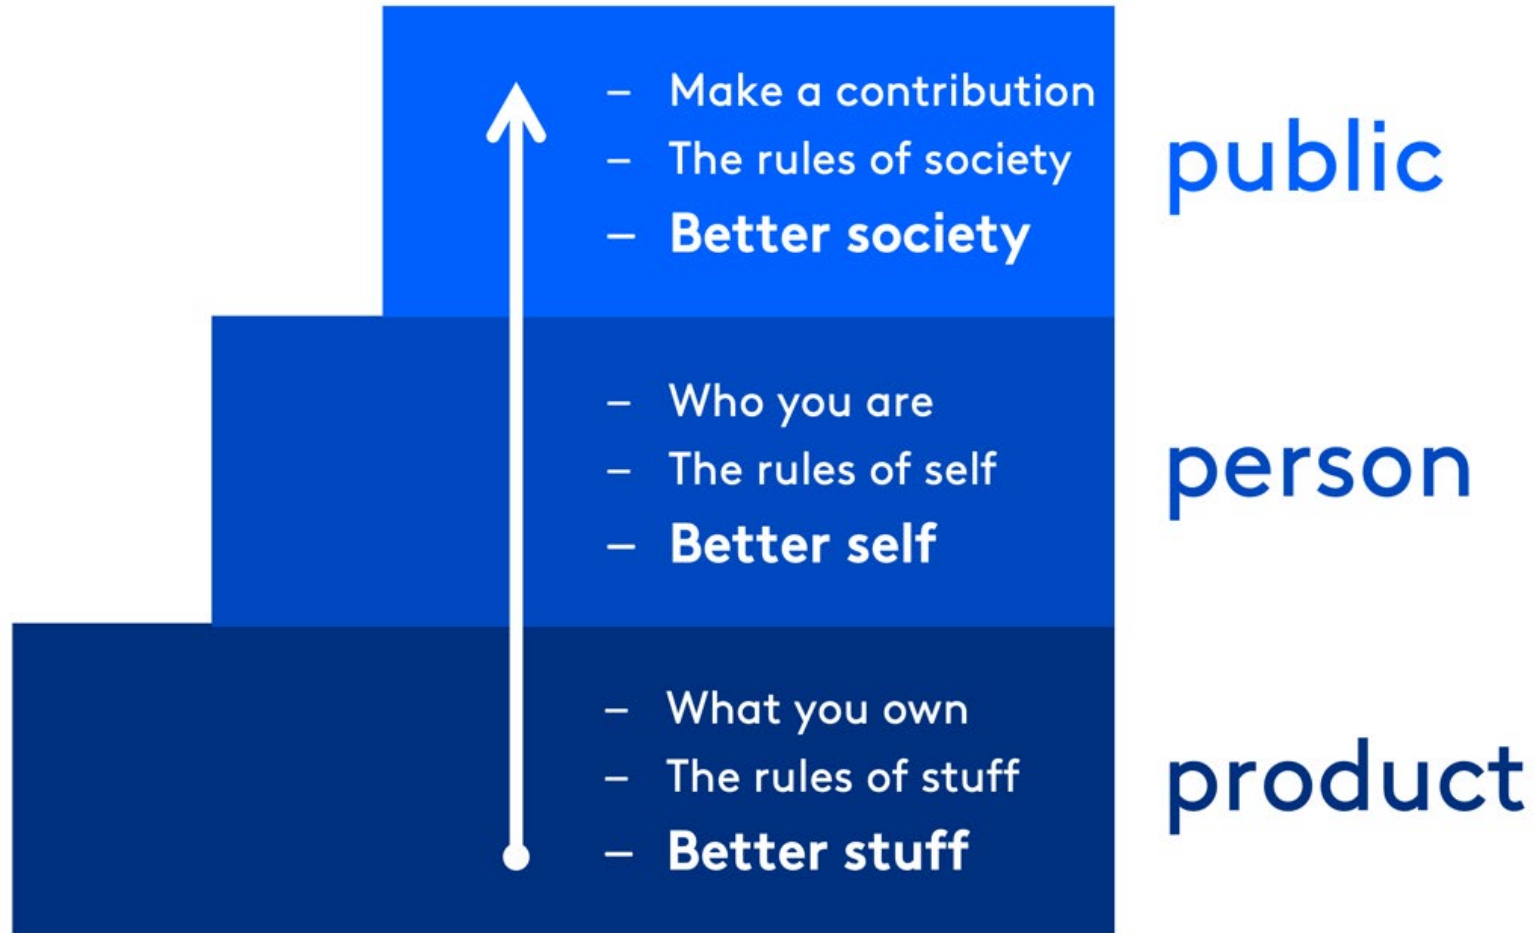 – Make a contribution
– The rules of society
– Better society
public
– Who you are
– The rules of self
– Better self
person
– What you own
– The rules of stuff
– Better stuff
product